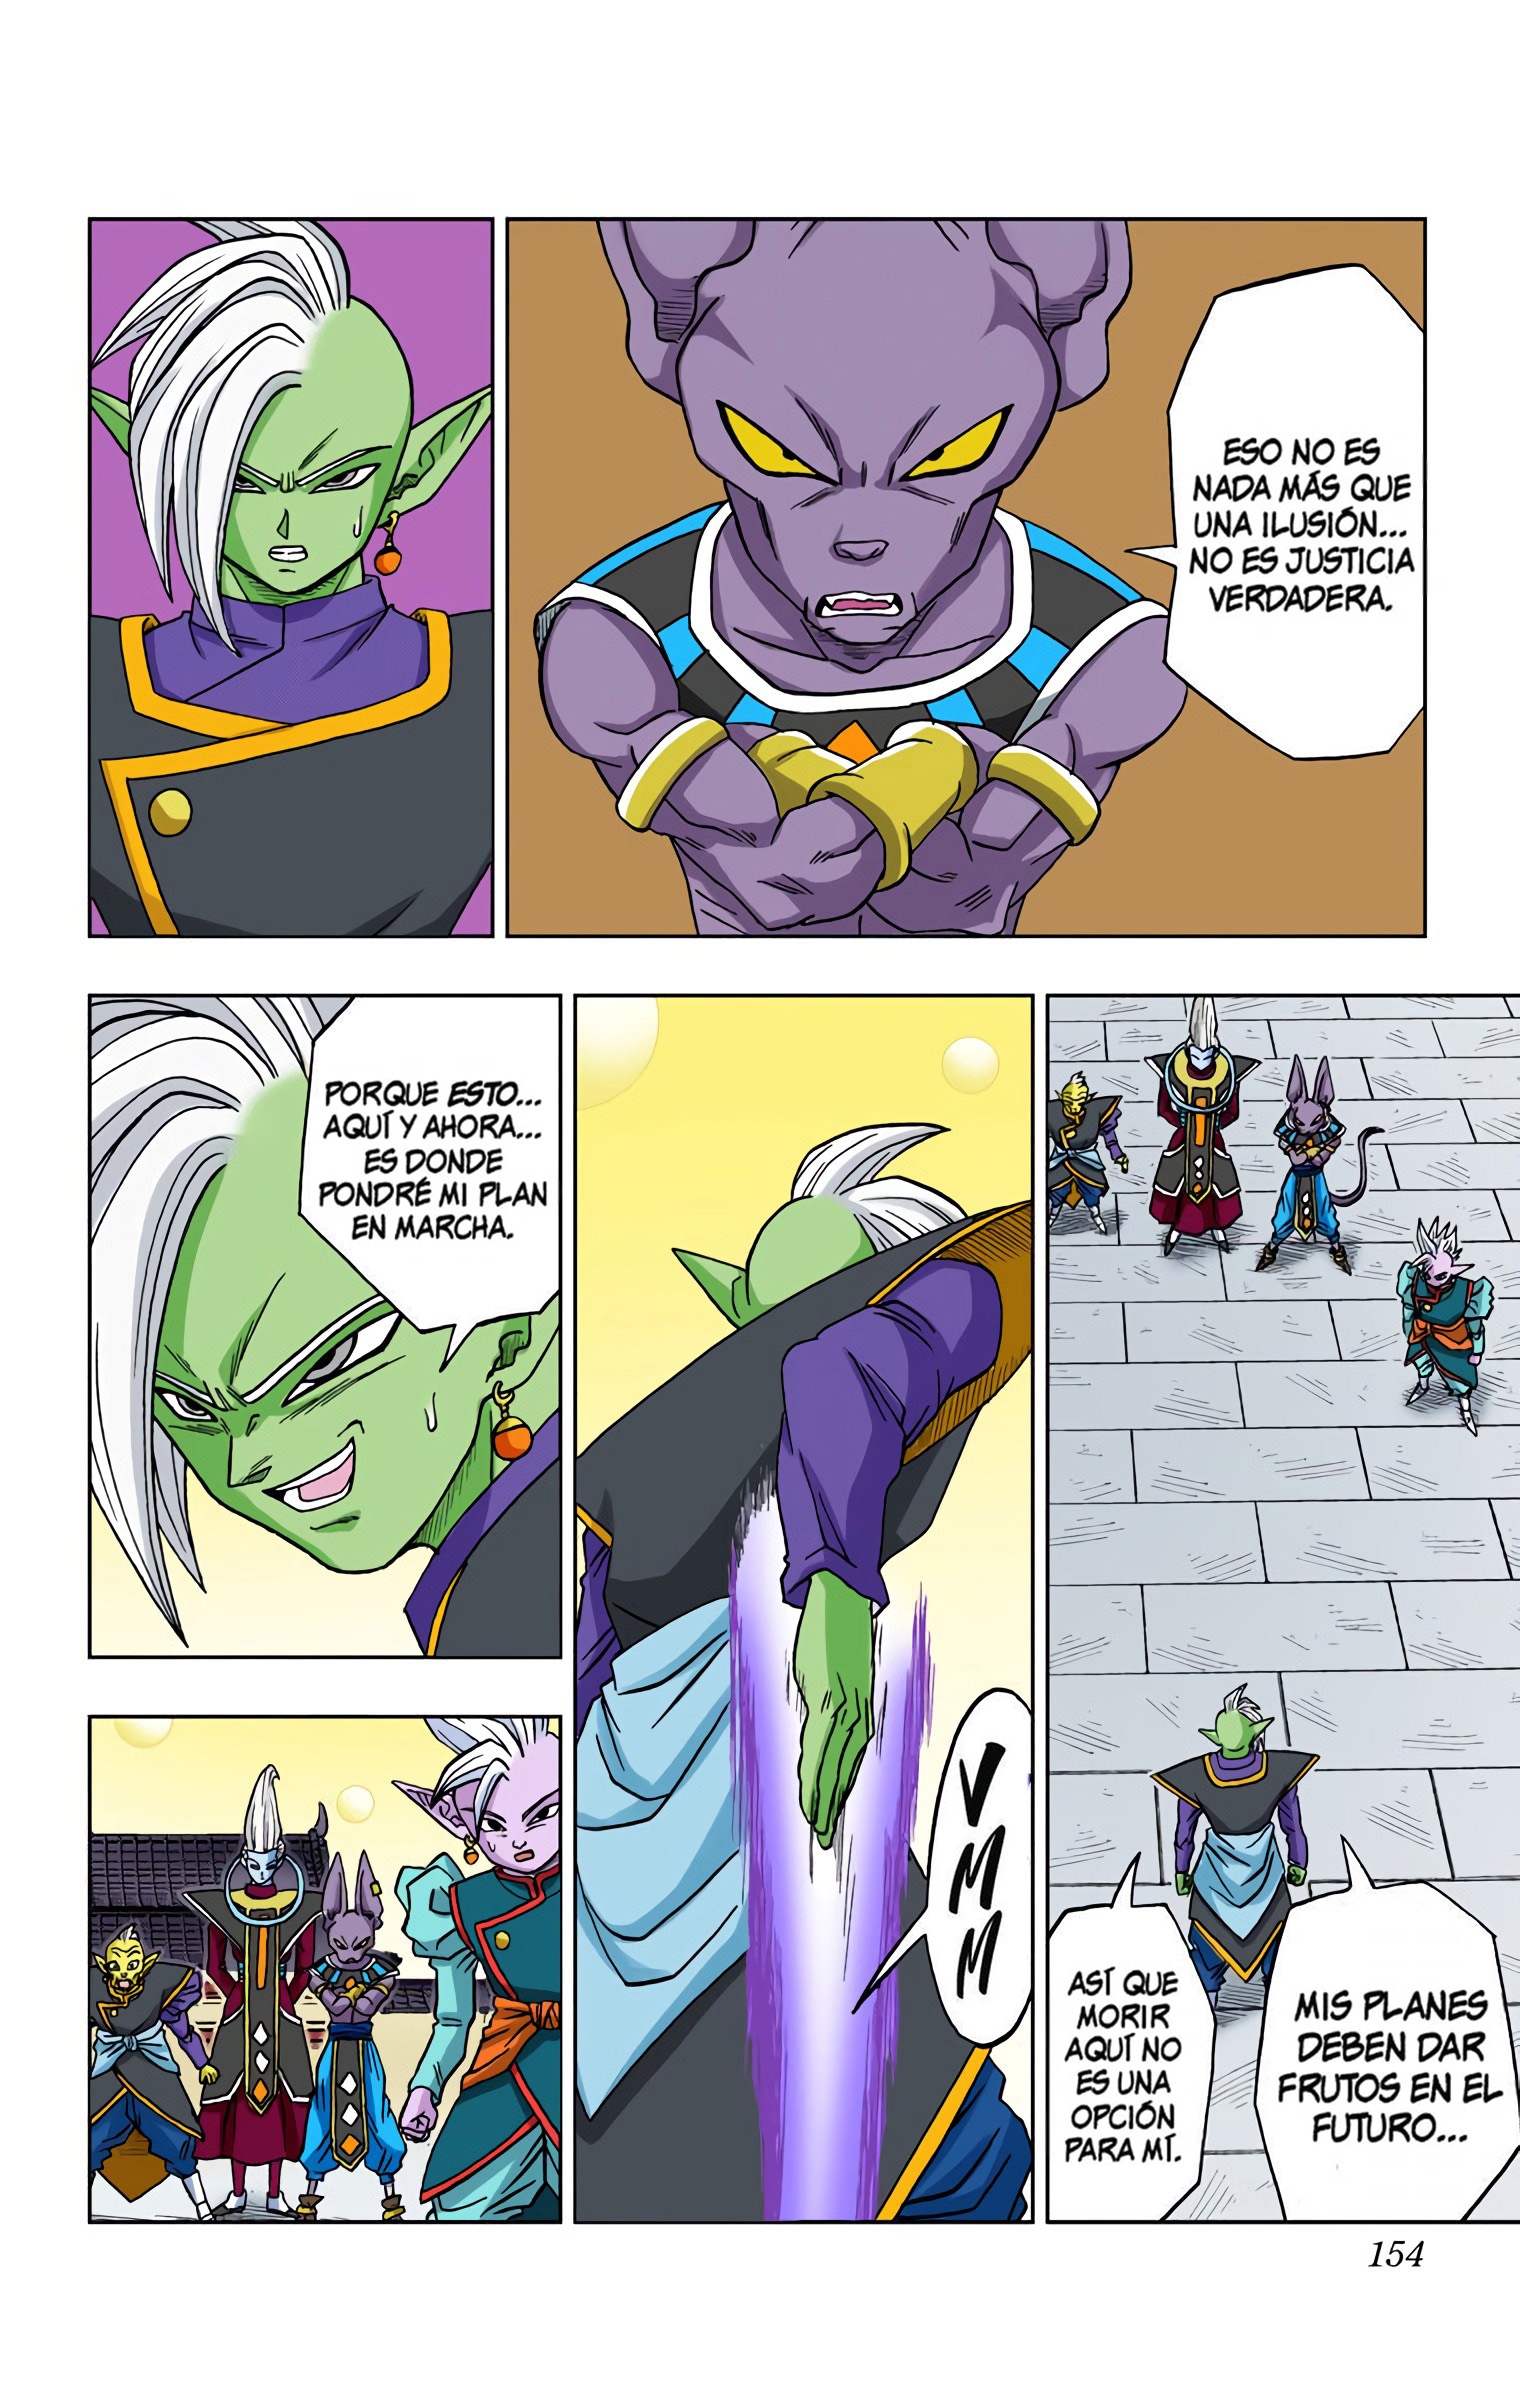 ESO NO ES
NADA MÁS QUE
UNA ILUSIÓN...
NO ES JUSTICIA
VERDADERA.
MIS PLANES
DEBEN DAR
FRUTOS EN EL
FUTURO...
ASÍ QUE
MORIR
AQUÍ NO
ES UNA
OPCIÓN
PARA MÍ.
VMM
PORQUE ESTO...
AQUÍ Y AHORA...
ES DONDE
PONDRÉ MI PLAN
EN MARCHA.
154